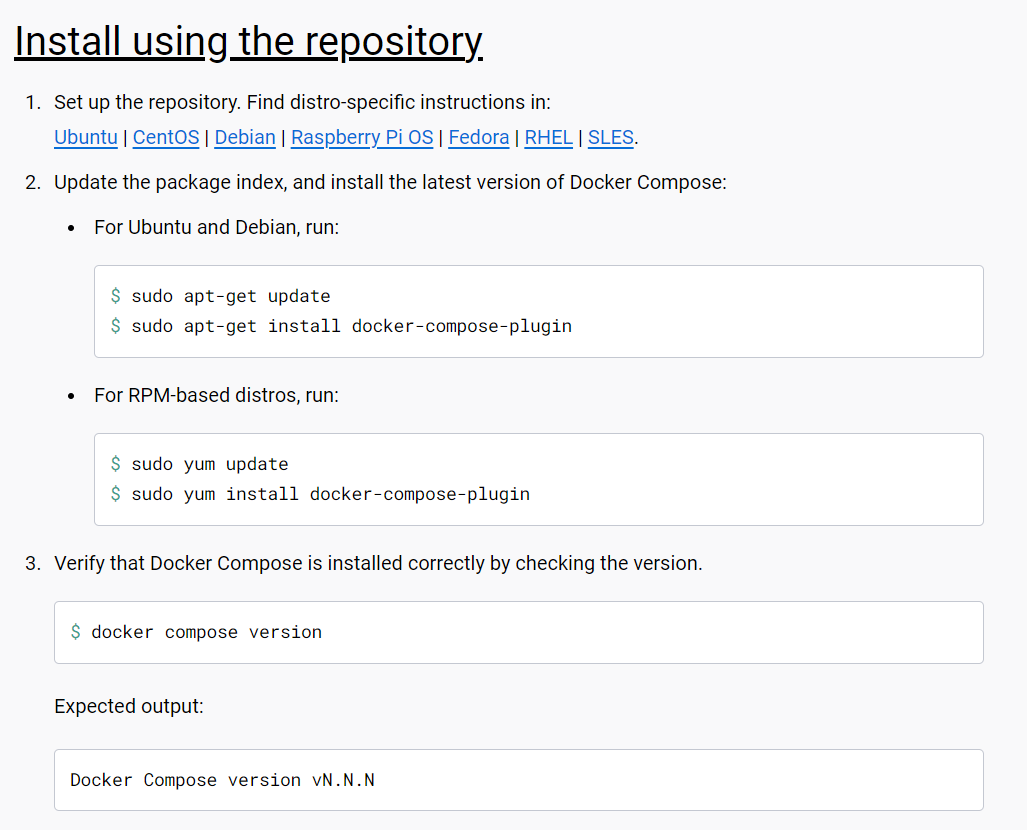 Install using the repository
1. Set up the repository. Find distro-specific instructions in:
Ubuntu | CentOS | Debian | Raspberry Pi OS | Fedora | RHEL | SLES.
2. Update the package index, and install the latest version of Docker Compose:
• For Ubuntu and Debian, run:
$ sudo apt-get update
$ sudo apt-get install docker-compose-plugin
• For RPM-based distros, run:
$ sudo yum update
$ sudo yum install docker-compose-plugin
3. Verify that Docker Compose is installed correctly by checking the version.
$ docker compose version
Expected output:
Docker Compose version vN.N.N